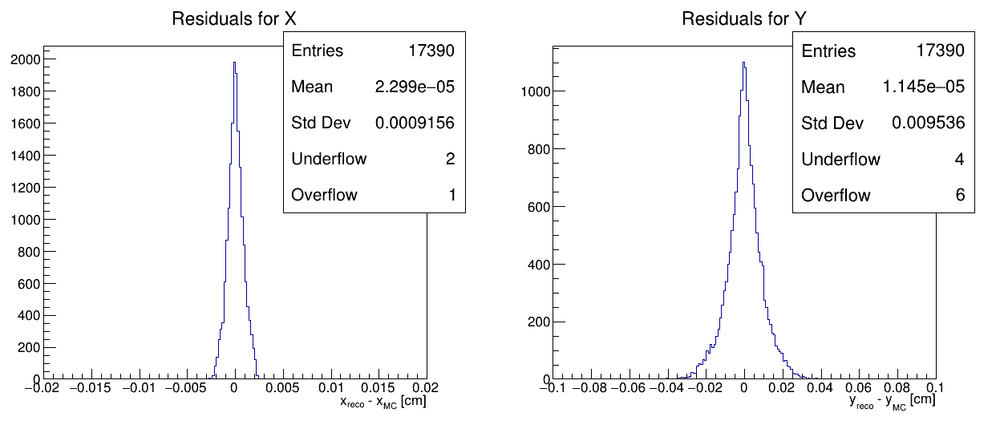 Residuals for X
Entries 17390
Mean 2.299e−05
Std Dev 0.0009156
Underflow 2
Overflow 1
2000
1800
1600
1400
1200
1000
800
600
400
200
0
−0.02 −0.015 −0.01 −0.005 0 0.005 0.01 0.015 0.02
x_reco - x_MC [cm]
Residuals for Y
Entries 17390
Mean 1.145e−05
Std Dev 0.009536
Underflow 4
Overflow 6
1000
800
600
400
200
0
−0.1 −0.08 −0.06 −0.04 −0.02 0 0.02 0.04 0.06 0.08 0.1
y_reco - y_MC [cm]